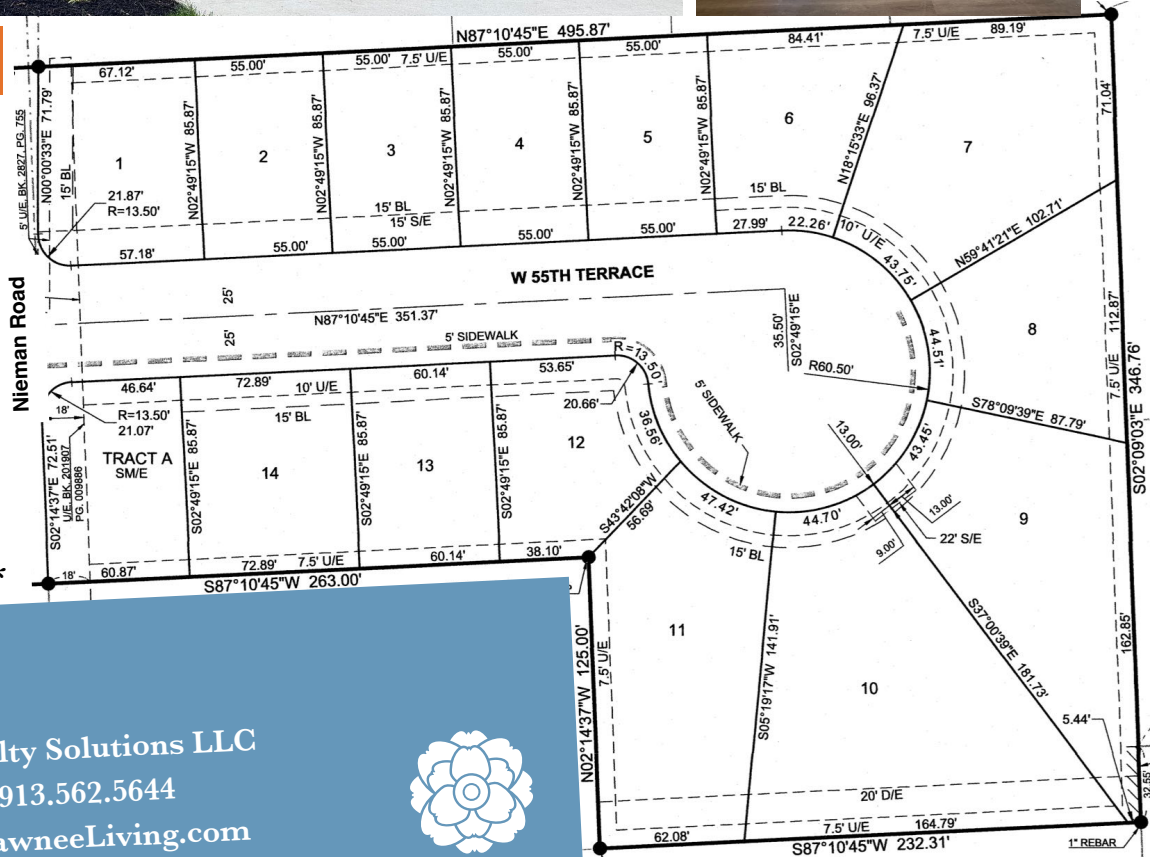 N87°10'45"E 495.87'
67.12'
55.00'
55.00'
7.5' U/E
55.00'
55.00'
84.41'
7.5' U/E
89.19'
5' U/E, BK. 2827, PG. 755
N00°00'33"E 71.79'
15' BL
1
21.87'
R=13.50'
N02°49'15"W 85.87'
2
N02°49'15"W 85.87'
3
N02°49'15"W 85.87'
4
N02°49'15"W 85.87'
5
N02°49'15"W 85.87'
6
N18°15'33"E 96.37'
7
71.04'
15' BL
15' S/E
15' BL
57.18'
55.00'
55.00'
55.00'
55.00'
27.99'
22.26'
10' U/E
43.75'
N59°41'21"E 102.71'
W 55TH TERRACE
Nieman Road
25'
25'
N87°10'45"E 351.37'
35.50'
S02°49'15"E
5' SIDEWALK
R=13.50'
R60.50'
44.51'
8
112.87'
7.5' U/E
S02°09'03"E 346.76'
46.64'
72.89'
10' U/E
60.14'
53.65'
20.66'
18'
R=13.50'
21.07'
15' BL
36.56'
5' SIDEWALK
13.00'
43.45'
S78°09'39"E 87.79'
S02°14'37"E 72.51'
U/E, BK. 201907
PG. 009886
TRACT A
SM/E
S02°49'15"E 85.87'
14
S02°49'15"E 85.87'
13
S02°49'15"E 85.87'
12
S43°42'08"W
56.69'
47.42'
44.70'
15' BL
9.00'
13.00'
22' S/E
9
18'
60.87'
72.89'
7.5' U/E
60.14'
38.10'
S87°10'45"W 263.00'
*
N02°14'37"W 125.00'
7.5' U/E
11
S05°19'17"W 141.91'
10
S37°00'39"E 181.73'
162.85'
5.44'
32.55'
20' D/E
62.08'
7.5' U/E
164.79'
S87°10'45"W 232.31'
1" REBAR
lty Solutions LLC
913.562.5644
awneeLiving.com